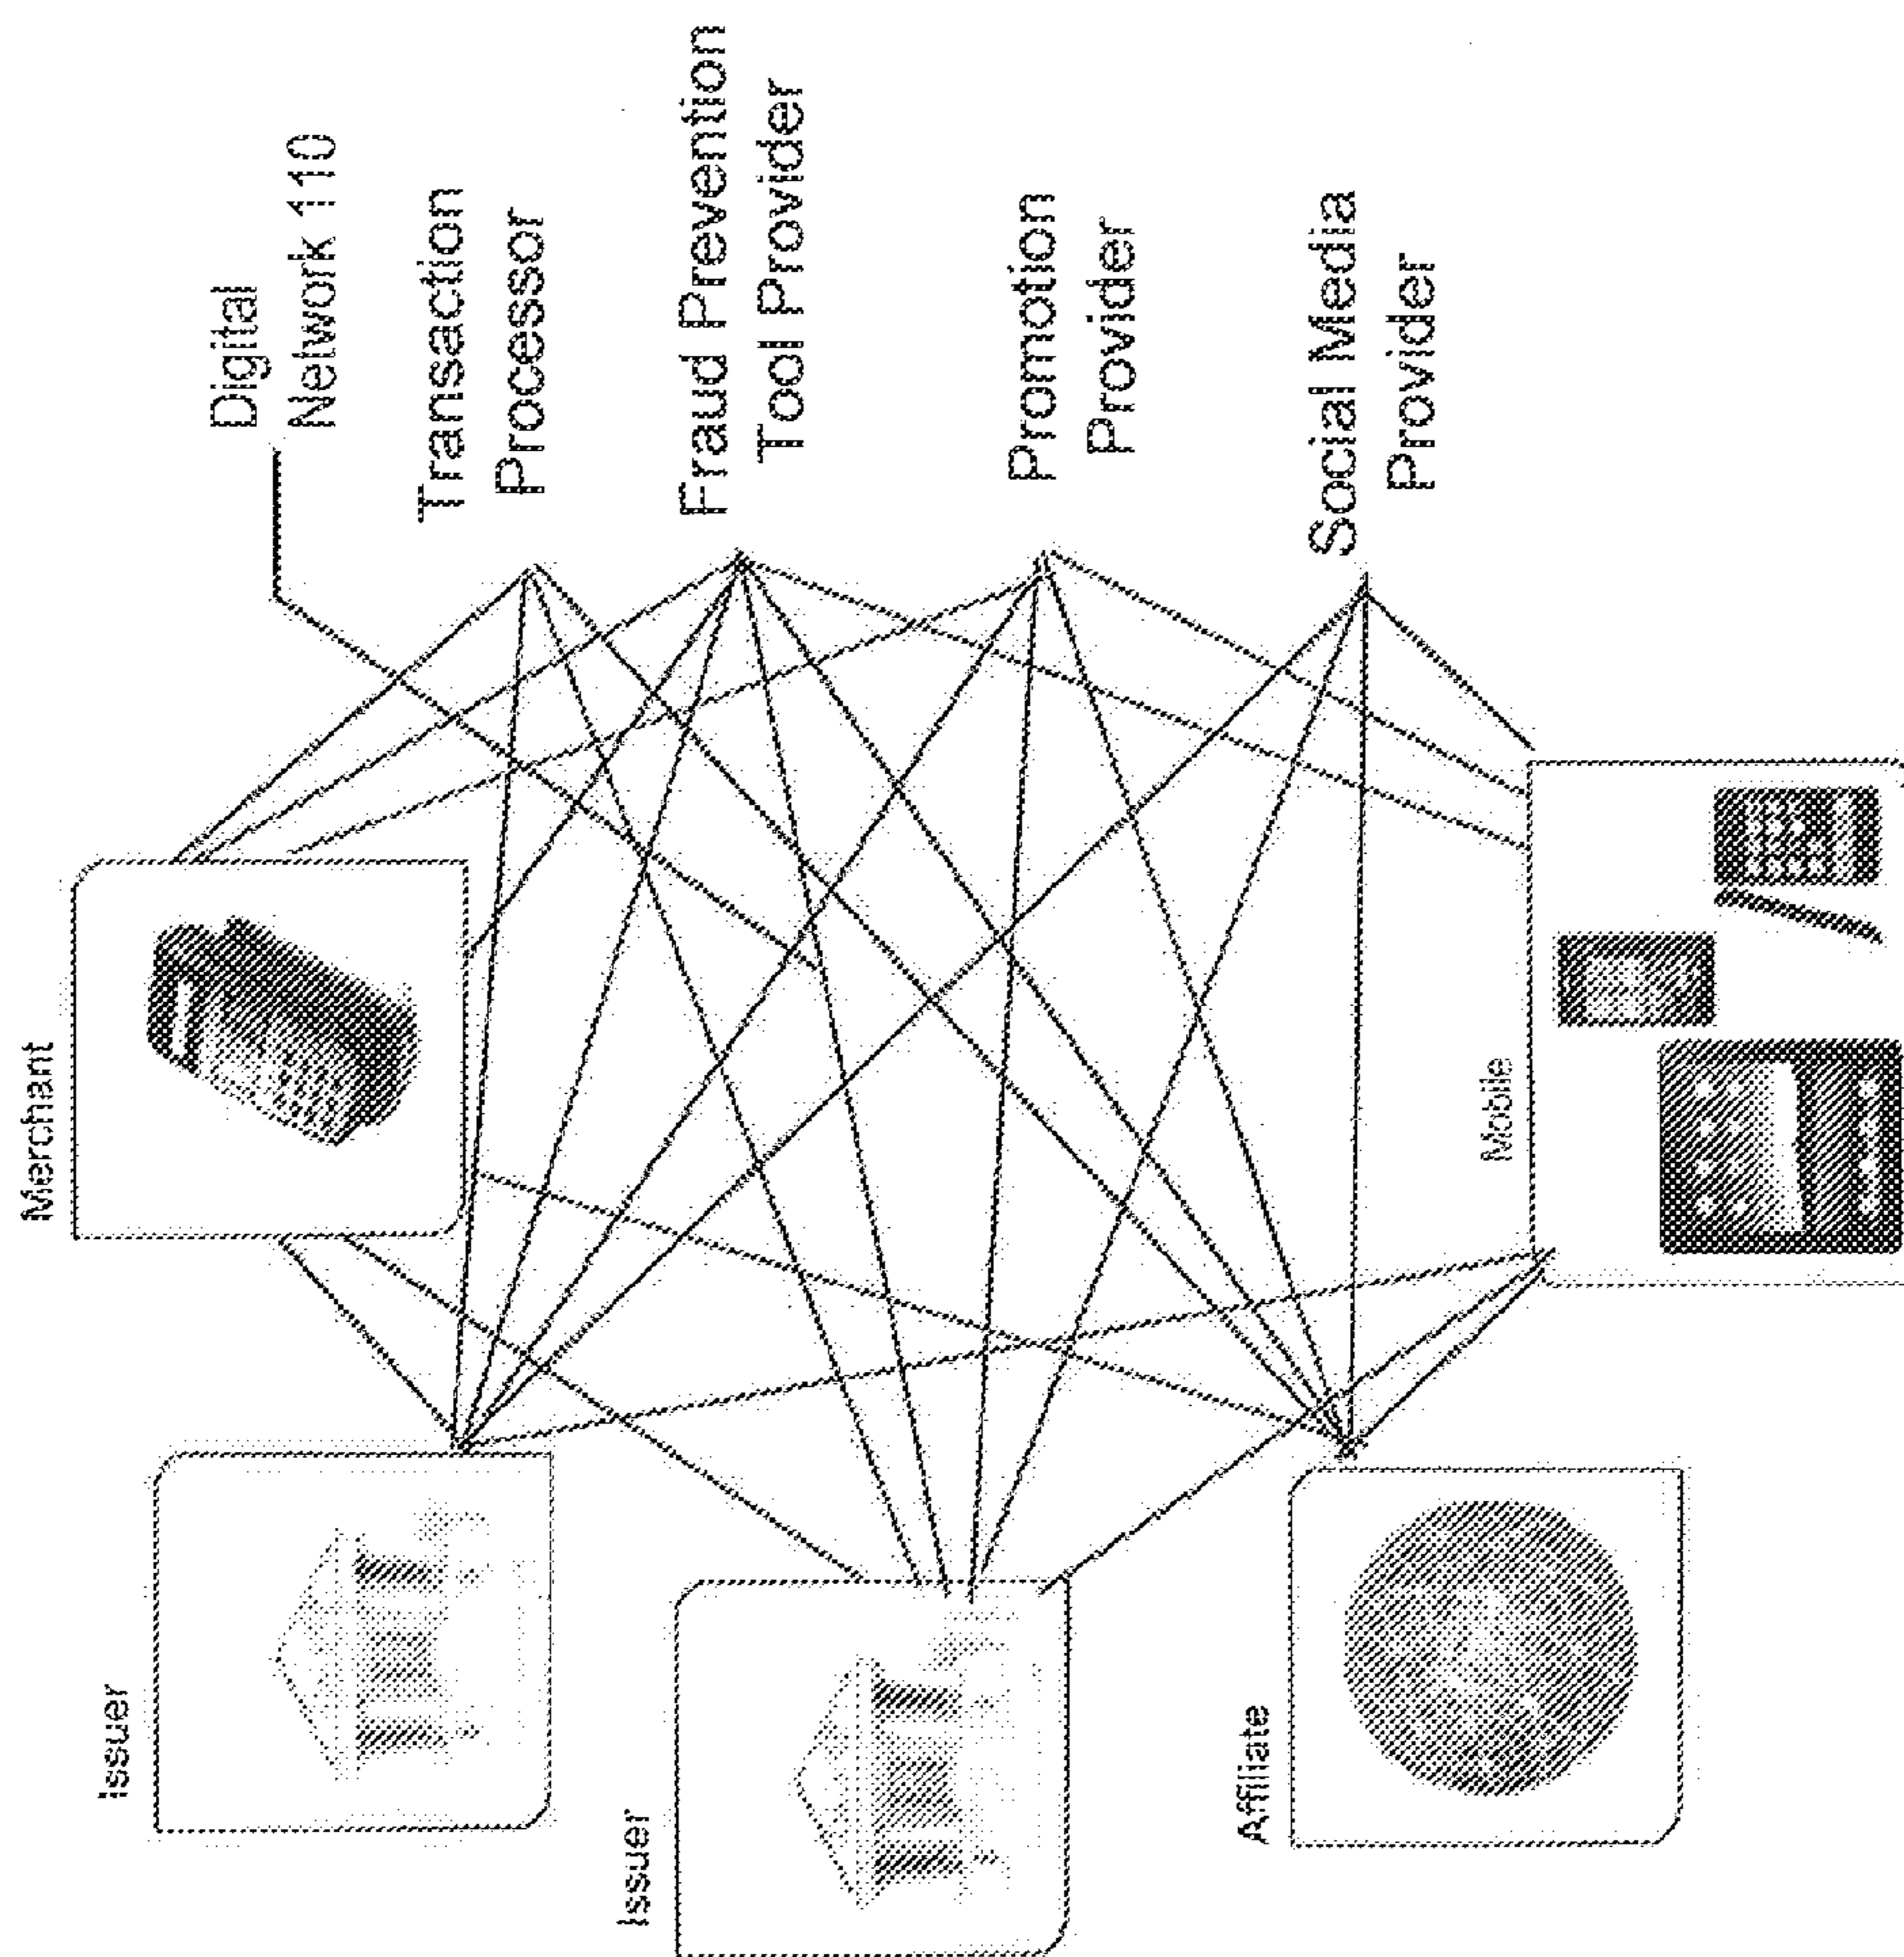 Digital
Network 110
Transaction
Processor
Fraud Prevention
Tool Provider
Promotion
Provider
Social Media
Provider
Merchant
Mobile
Issuer
Issuer
Affiliate